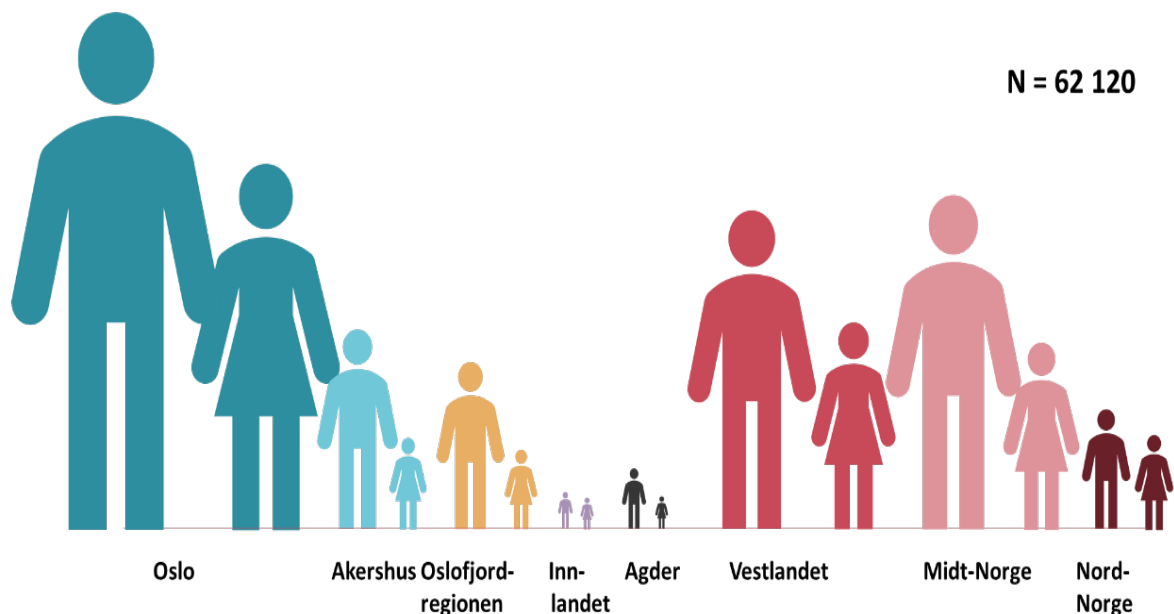 N = 62 120
Oslo
Akershus
Oslofjord-
regionen
Inn-
landet
Agder
Vestlandet
Midt-Norge
Nord-
Norge